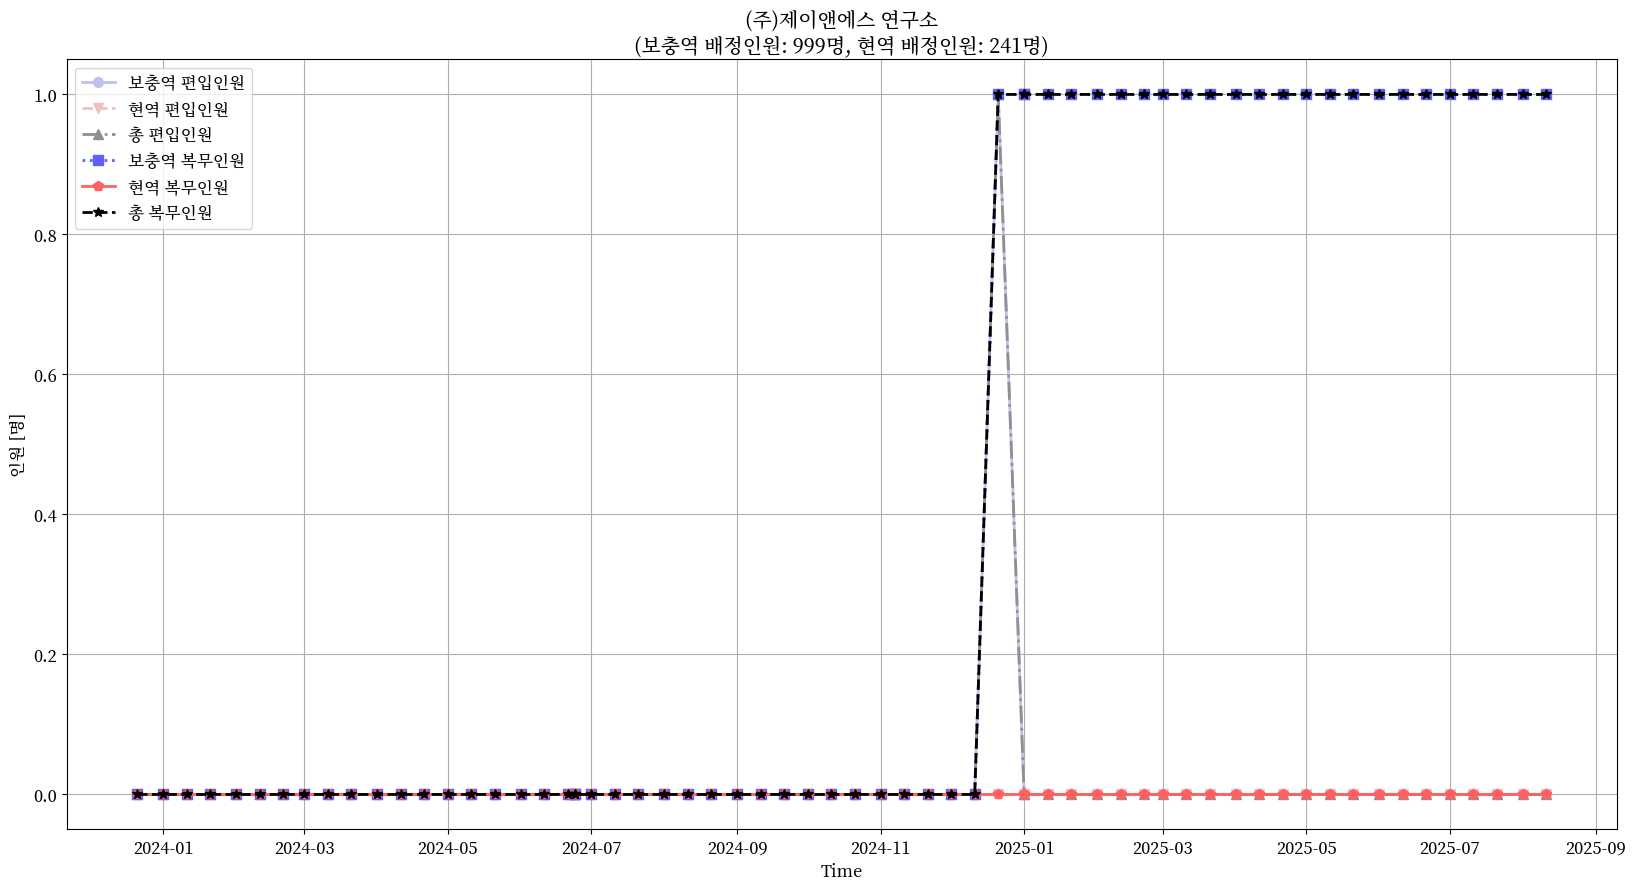 (주)제이앤에스 연구소
(보충역 배정인원: 999명, 현역 배정인원: 241명)
보충역 편입인원
현역 편입인원
총 편입인원
보충역 복무인원
현역 복무인원
총 복무인원
인원 [명]
1.0
0.8
0.6
0.4
0.2
0.0
2024-01
2024-03
2024-05
2024-07
2024-09
2024-11
2025-01
2025-03
2025-05
2025-07
2025-09
Time